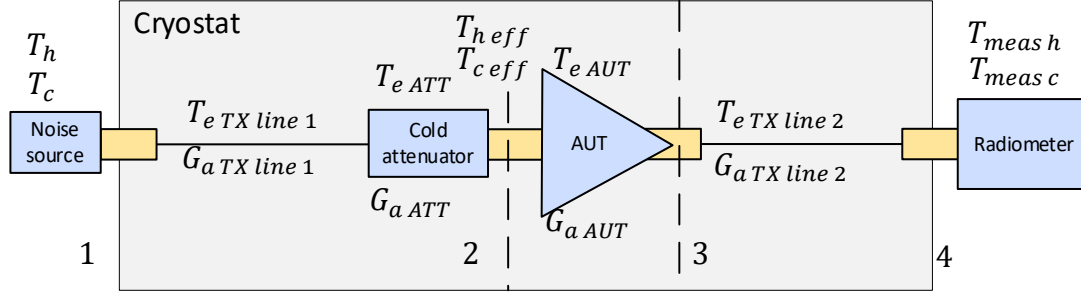 Cryostat
T_h
T_c
Noise source
T_e TX line 1
G_a TX line 1
T_e ATT
Cold attenuator
G_a ATT
T_h eff
T_c eff
T_e AUT
AUT
G_a AUT
T_e TX line 2
G_a TX line 2
T_meas h
T_meas c
Radiometer
1
2
3
4